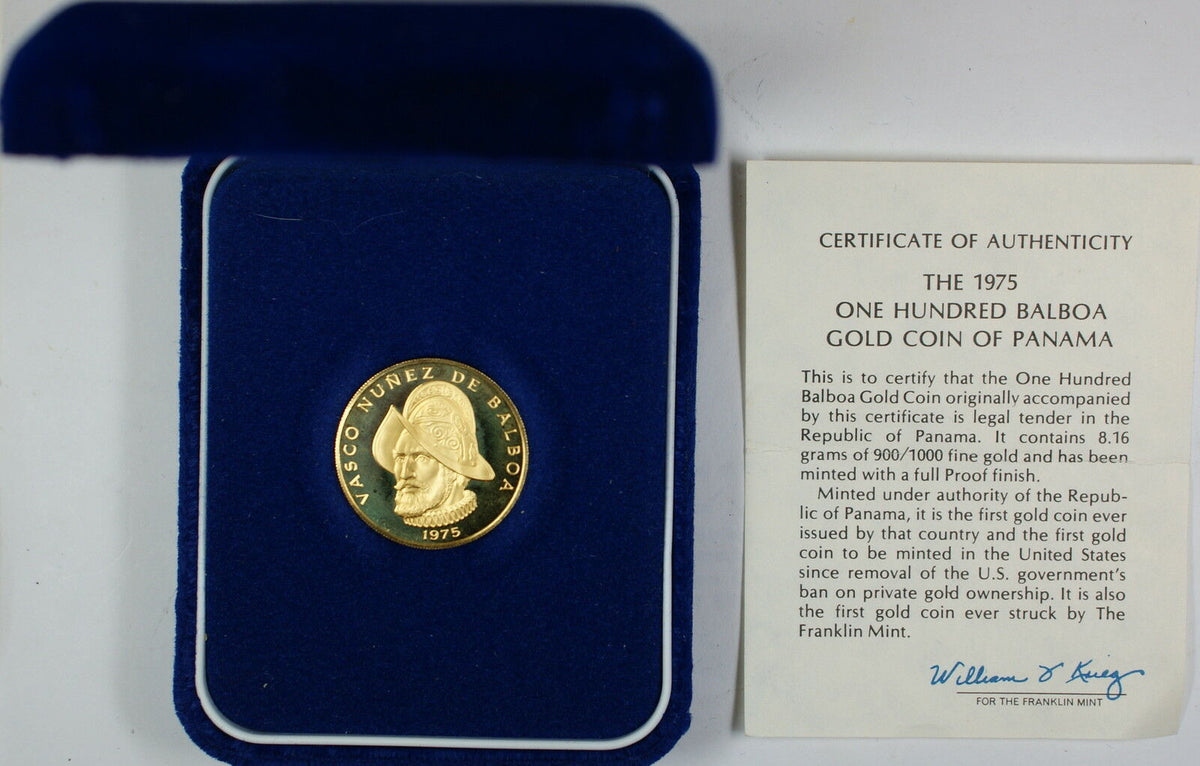 VASCO NUÑEZ DE BALBOA
1975
CERTIFICATE OF AUTHENTICITY
THE 1975
ONE HUNDRED BALBOA
GOLD COIN OF PANAMA
This is to certify that the One Hundred
Balboa Gold Coin originally accompanied
by this certificate is legal tender in the
Republic of Panama. It contains 8.16
grams of 900/1000 fine gold and has been
minted with a full Proof finish.
Minted under authority of the Repub-
lic of Panama, it is the first gold coin ever
issued by that country and the first gold
coin to be minted in the United States
since removal of the U.S. government's
ban on private gold ownership. It is also
the first gold coin ever struck by The
Franklin Mint.
William
FOR THE FRANKLIN MINT